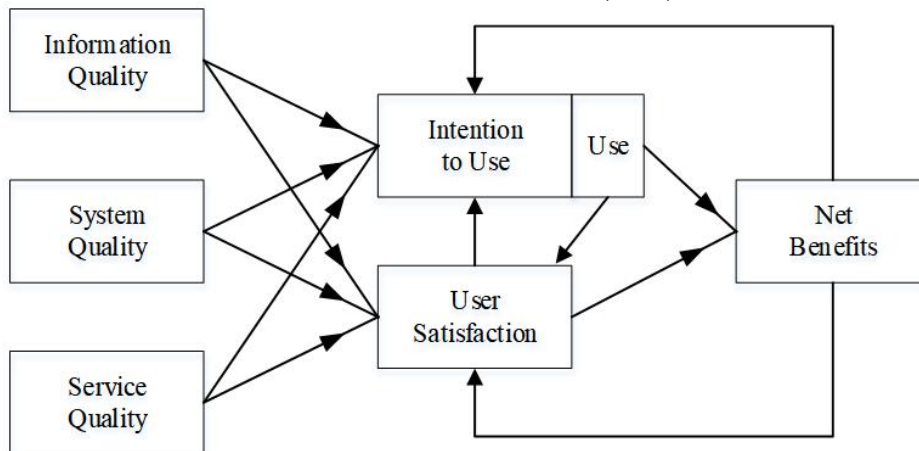 Information
Quality
Intention
to Use
Use
System
Quality
Net
Benefits
User
Satisfaction
Service
Quality